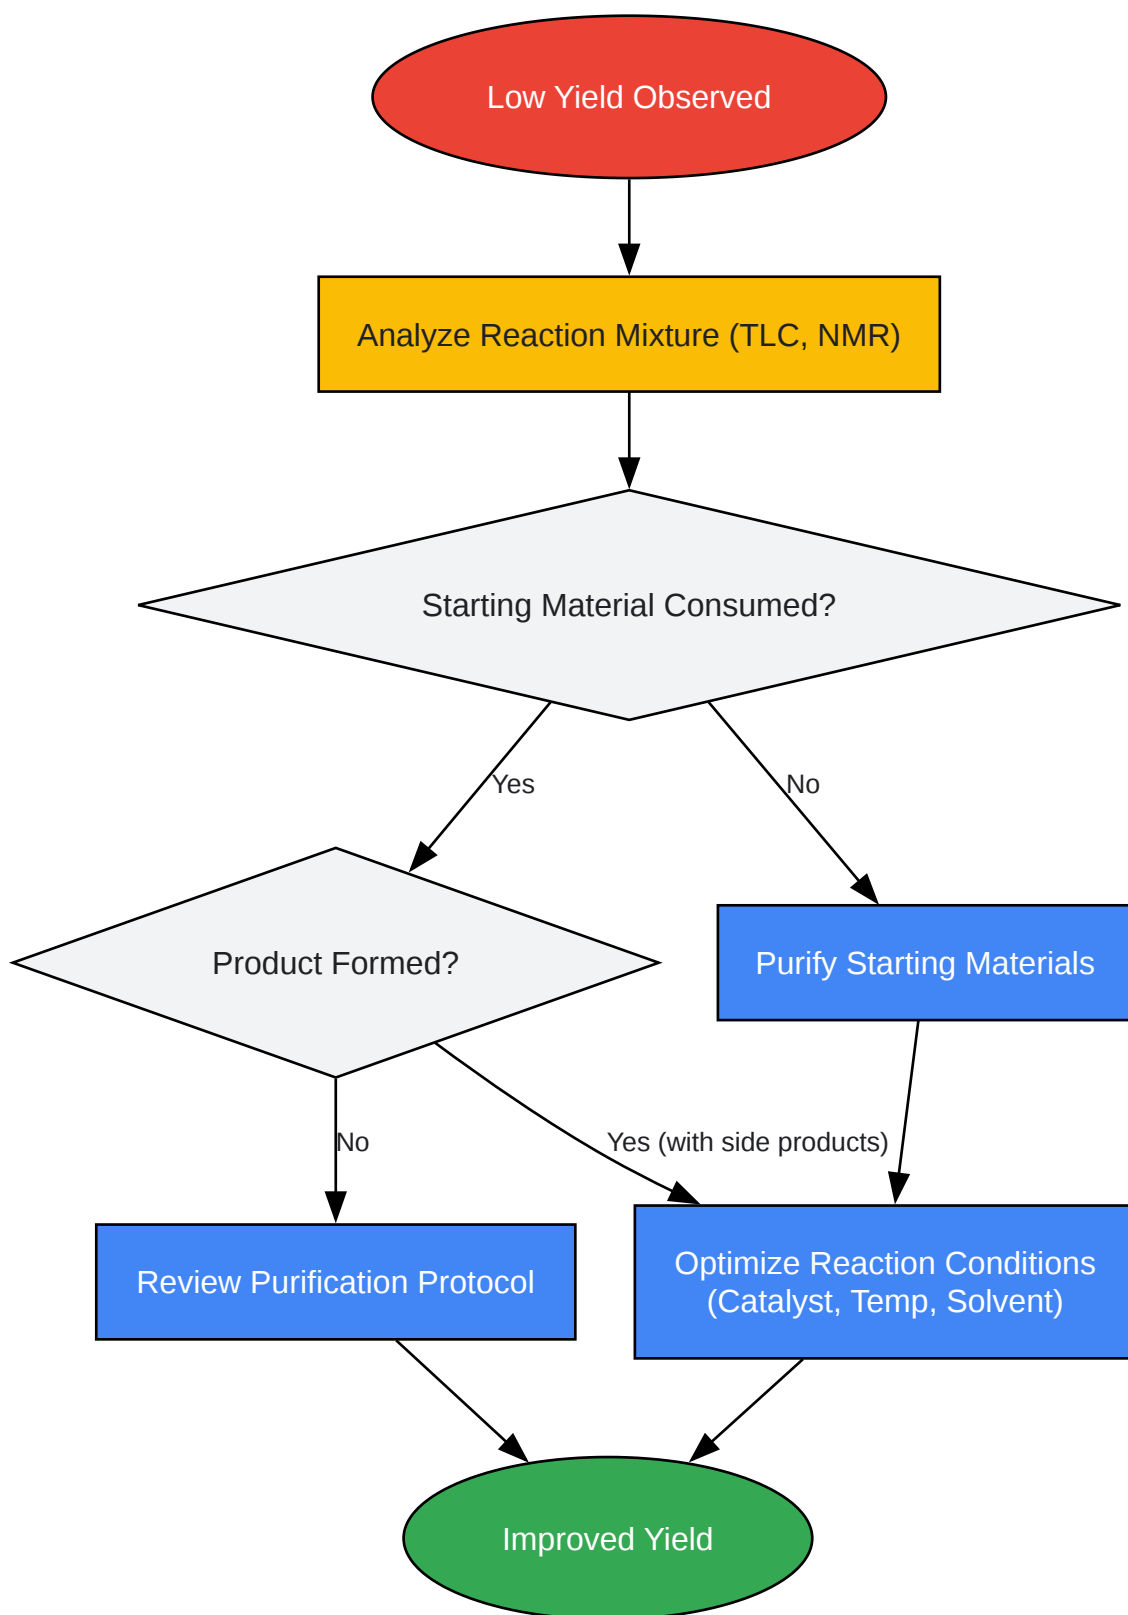 Low Yield Observed
Analyze Reaction Mixture (TLC, NMR)
Starting Material Consumed?
Yes
No
Product Formed?
Purify Starting Materials
No
Yes (with side products)
Review Purification Protocol
Optimize Reaction Conditions
(Catalyst, Temp, Solvent)
Improved Yield